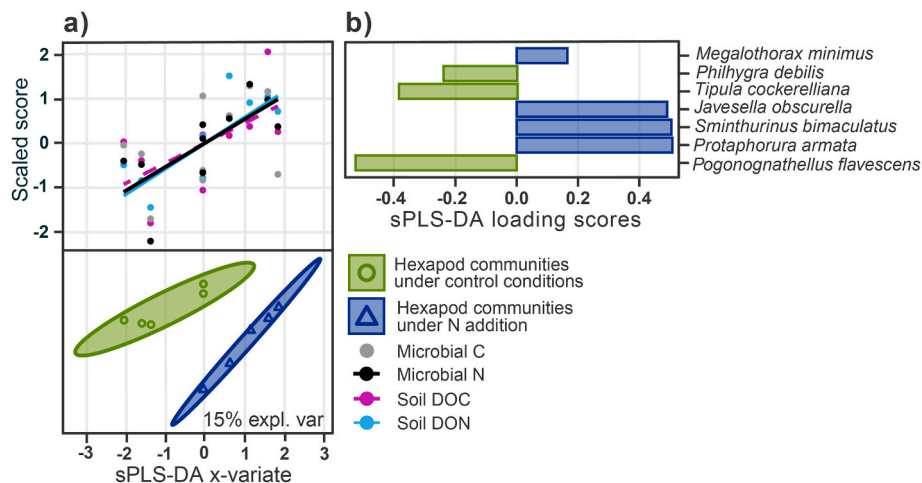 a)
b)
Scaled score
2
1
0
-1
-2
15% expl. var
-3 -2 -1 0 1 2 3
sPLS-DA x-variate
Megalothorax minimus
Philhygra debilis
Tipula cockerelliana
Javesella obscurella
Sminthurinus bimaculatus
Protaphorura armata
Pogonognathellus flavescens
-0.4 -0.2 0.0 0.2 0.4
sPLS-DA loading scores
Hexapod communities
under control conditions
Hexapod communities
under N addition
Microbial C
Microbial N
Soil DOC
Soil DON